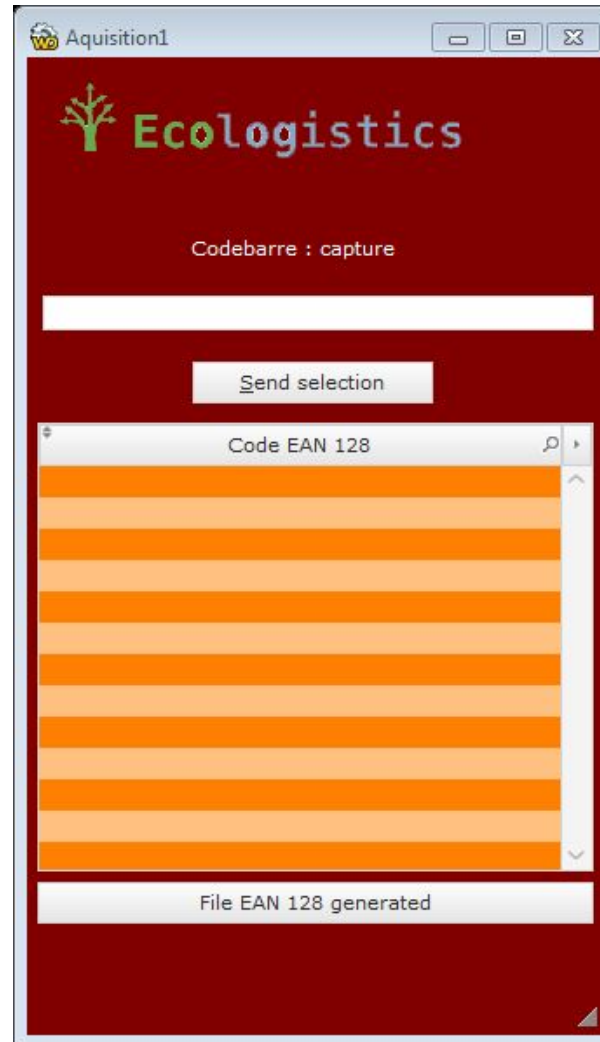 Aquisition1
Ecologistics
Codebarre : capture
Send selection
Code EAN 128
File EAN 128 generated